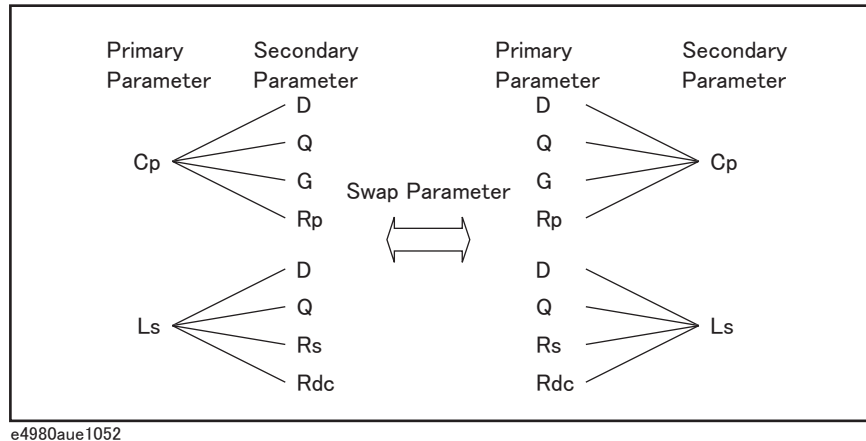 Primary Parameter
Secondary Parameter
Primary Parameter
Secondary Parameter
Cp
D
Q
G
Rp
Ls
D
Q
Rs
Rdc
Swap Parameter
D
Q
G
Rp
Cp
D
Q
Rs
Rdc
Ls
e4980aue1052